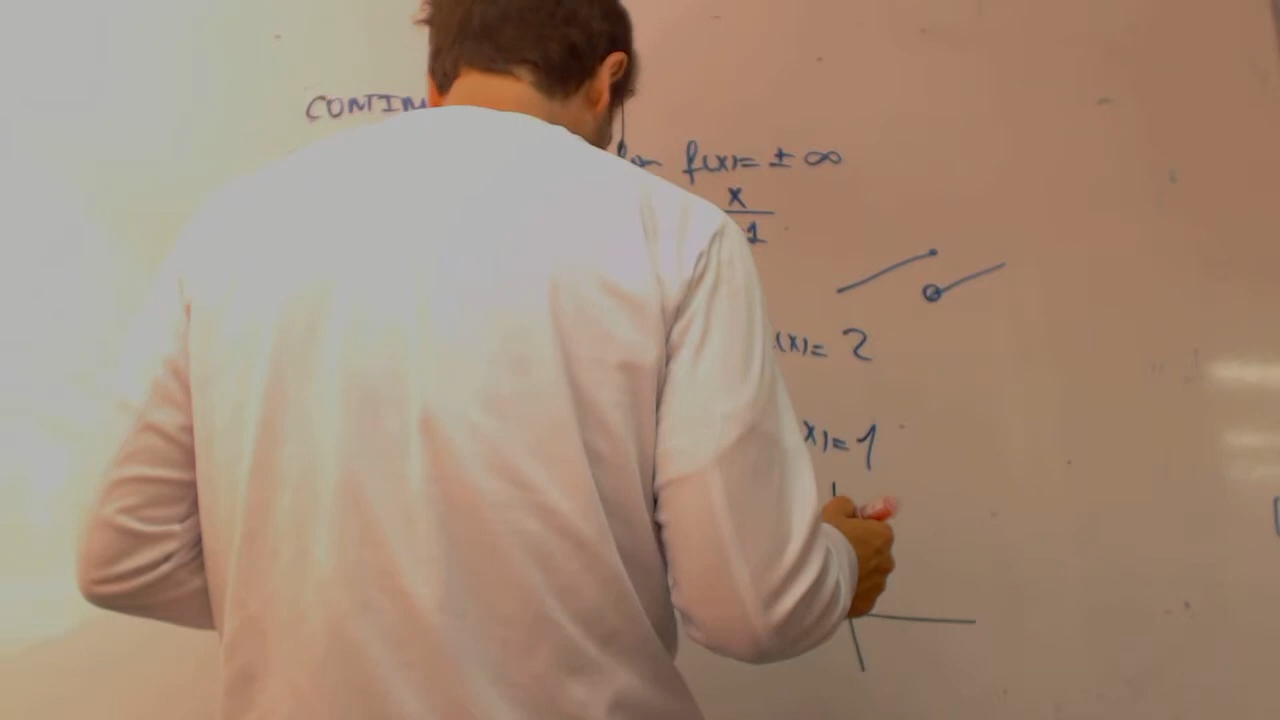 CONTIN
f(x)= ± ∞
x
1
(x)= 2
x)= 1